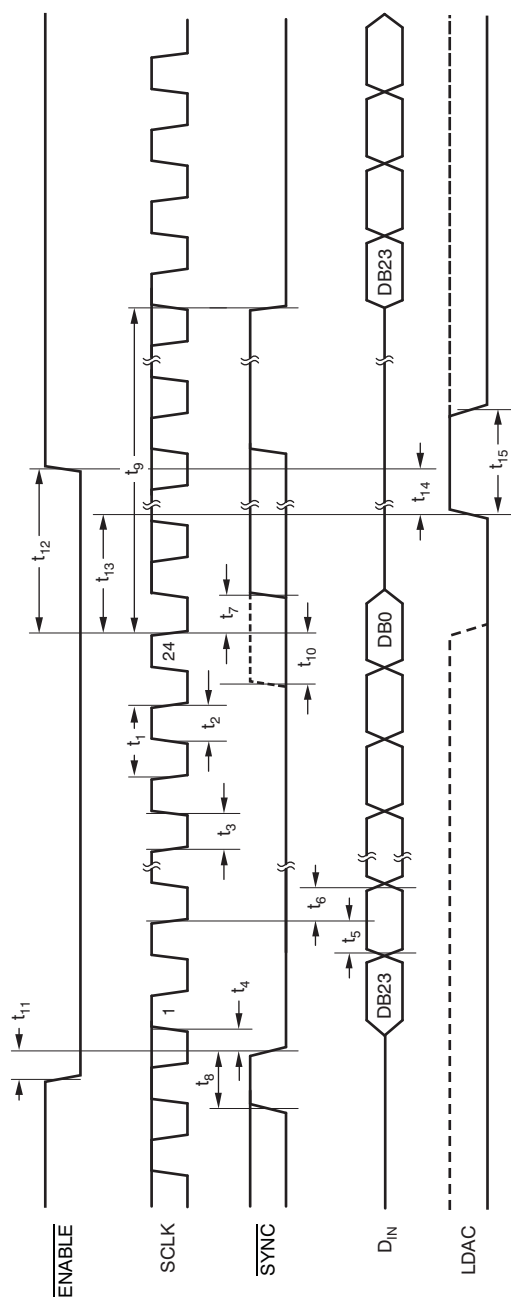 ENABLE
t11
t12
t13
SCLK
1
t3
t1
t2
24
t9
SYNC
t8
t4
t10
t7
DIN
DB23
t5
t6
DB0
DB23
LDAC
t14
t15